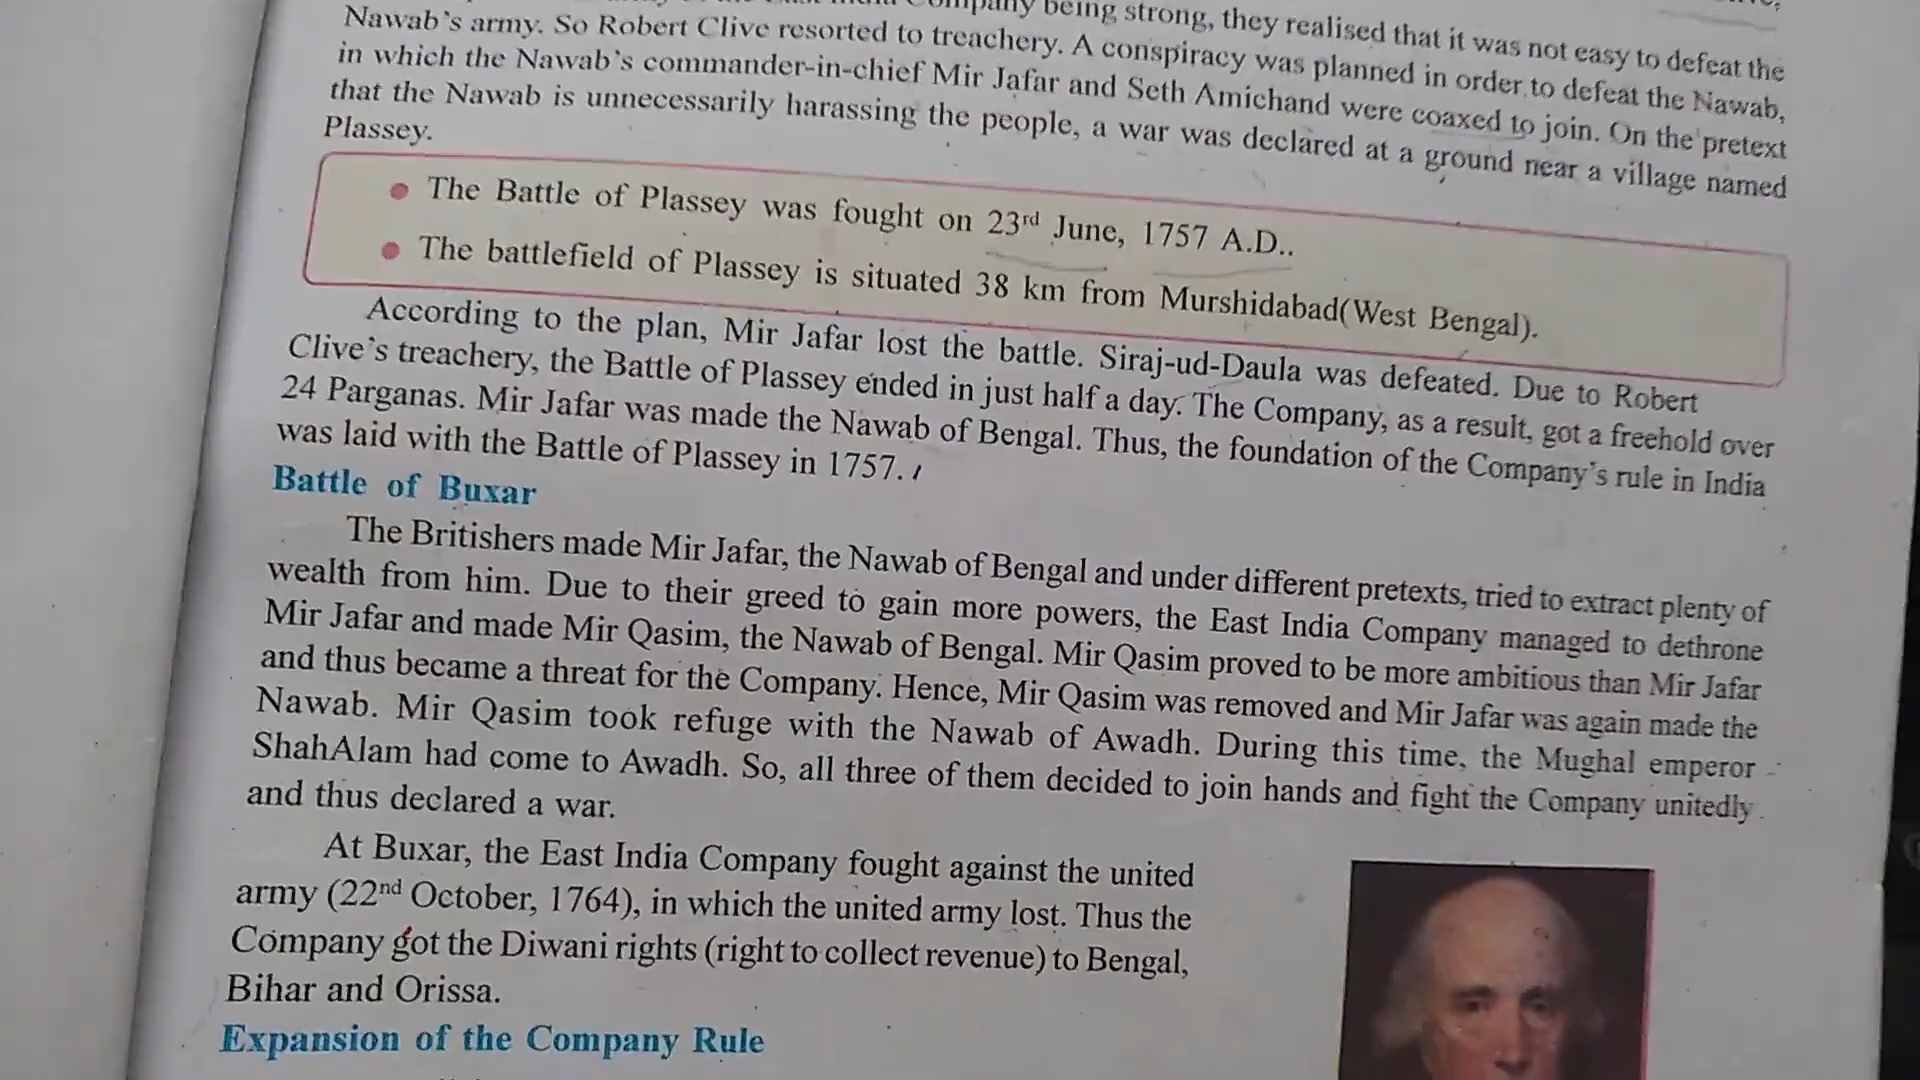 Company being strong, they realised that it was not easy to defeat the
Nawab's army. So Robert Clive resorted to treachery. A conspiracy was planned in order to defeat the Nawab,
in which the Nawab's commander-in-chief Mir Jafar and Seth Amichand were coaxed to join. On the pretext
that the Nawab is unnecessarily harassing the people, a war was declared at a ground near a village named
Plassey.
• The Battle of Plassey was fought on 23rd June, 1757 A.D..
• The battlefield of Plassey is situated 38 km from Murshidabad(West Bengal).
According to the plan, Mir Jafar lost the battle. Siraj-ud-Daula was defeated. Due to Robert
Clive's treachery, the Battle of Plassey ended in just half a day. The Company, as a result, got a freehold over
24 Parganas. Mir Jafar was made the Nawab of Bengal. Thus, the foundation of the Company's rule in India
was laid with the Battle of Plassey in 1757.
Battle of Buxar
The Britishers made Mir Jafar, the Nawab of Bengal and under different pretexts, tried to extract plenty of
wealth from him. Due to their greed to gain more powers, the East India Company managed to dethrone
Mir Jafar and made Mir Qasim, the Nawab of Bengal. Mir Qasim proved to be more ambitious than Mir Jafar
and thus became a threat for the Company. Hence, Mir Qasim was removed and Mir Jafar was again made the
Nawab. Mir Qasim took refuge with the Nawab of Awadh. During this time, the Mughal emperor
ShahAlam had come to Awadh. So, all three of them decided to join hands and fight the Company unitedly
and thus declared a war.
At Buxar, the East India Company fought against the united
army (22nd October, 1764), in which the united army lost. Thus the
Company got the Diwani rights (right to collect revenue) to Bengal,
Bihar and Orissa.
Expansion of the Company Rule